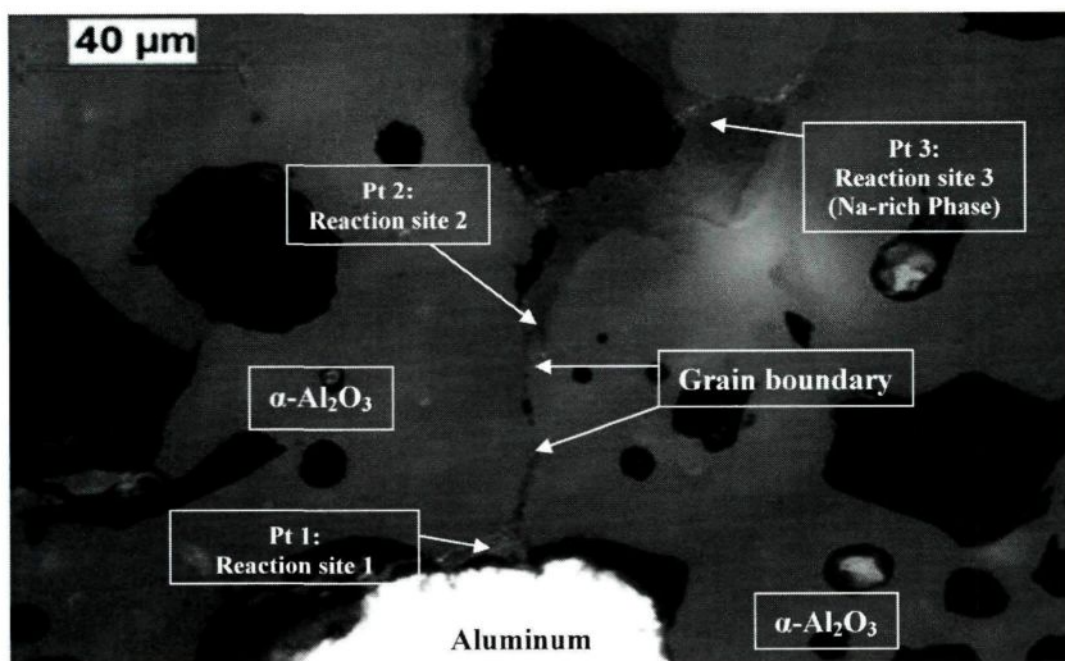 40 µm
Pt 3:
Reaction site 3
(Na-rich Phase)
Pt 2:
Reaction site 2
Grain boundary
α-Al₂O₃
Pt 1:
Reaction site 1
α-Al₂O₃
Aluminum